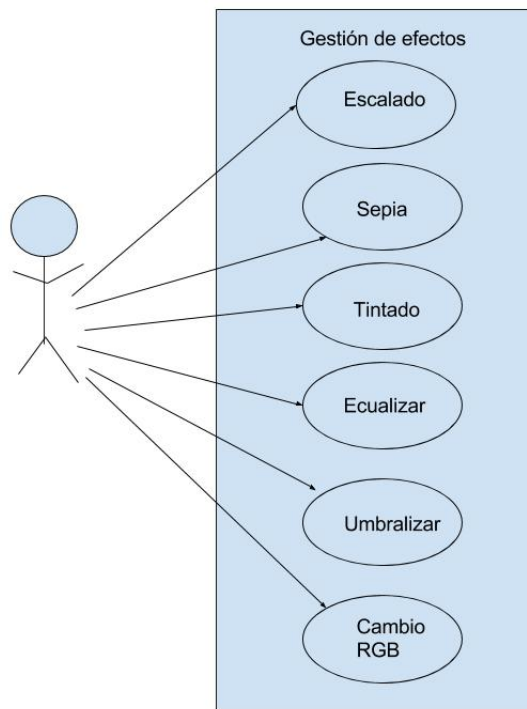 Gestión de efectos
Escalado
Sepia
Tintado
Ecualizar
Umbralizar
Cambio
RGB